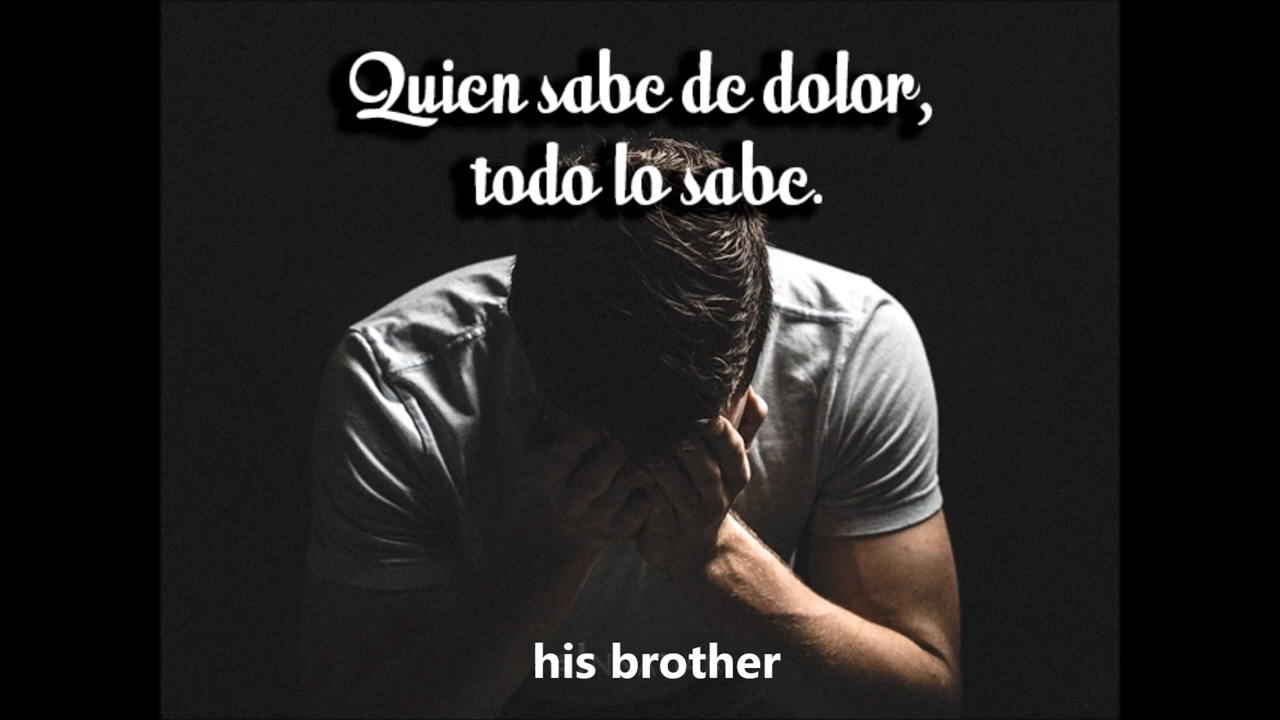 Quien sabe de dolor,
todo lo sabe.
his brother